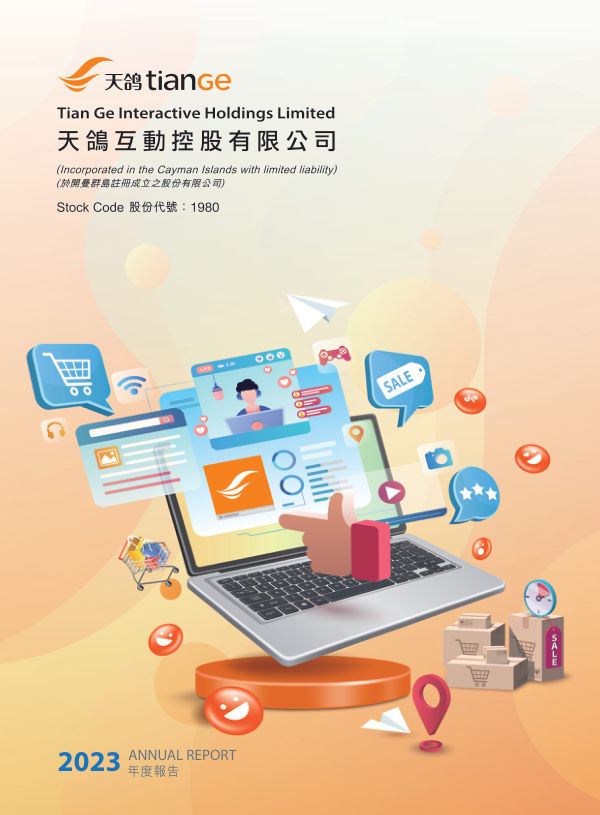 天鴿 tianGe
Tian Ge Interactive Holdings Limited
天鴿互動控股有限公司
(Incorporated in the Cayman Islands with limited liability)
(於開曼群島註冊成立之股份有限公司)
Stock Code 股份代號：1980
LIVE
SALE
SALE
2023 ANNUAL REPORT
年度報告